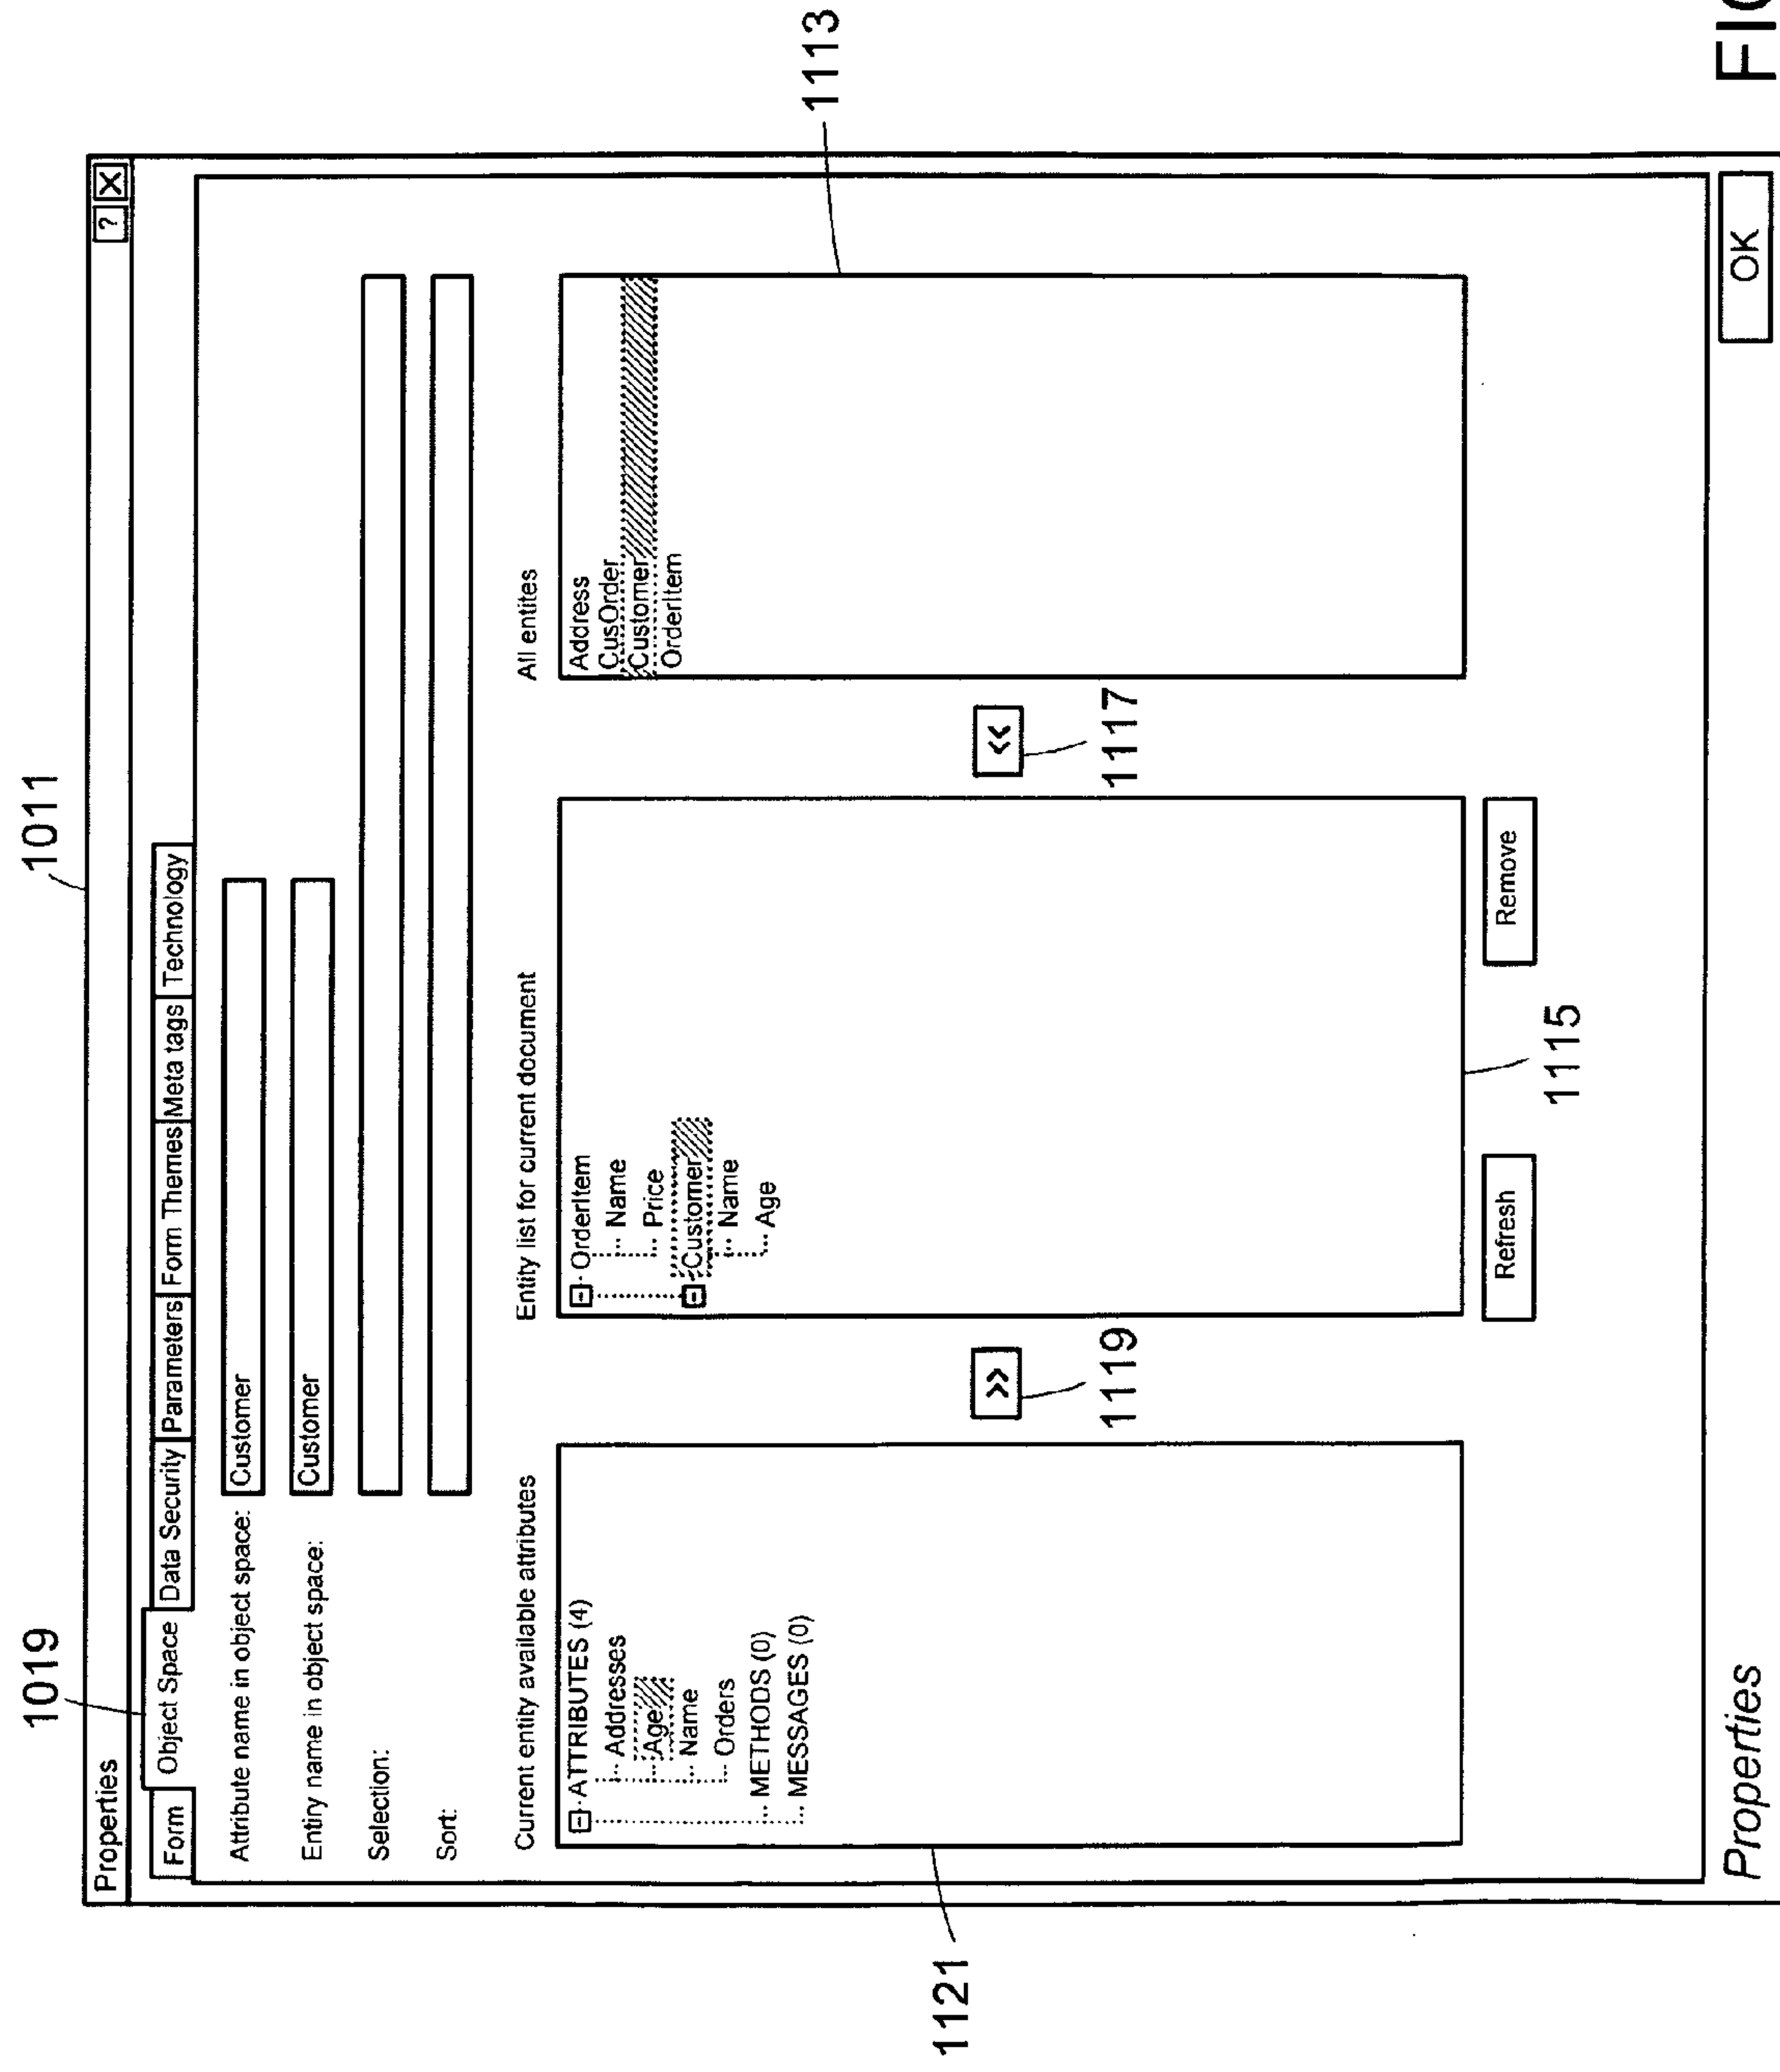 1011
1019
Properties ? X
Form Object Space Data Security Parameters Form Themes Meta tags Technology
Attribute name in object space: Customer
Entiry name in object space: Customer
Selection:
Sort:
Current entity available attributes
ATTRIBUTES (4)
Addresses
Age
Name
Orders
METHODS (0)
MESSAGES (0)
1121
>>
1119
Entity list for current document
OrderItem
Name
Price
Customer
Name
Age
Refresh
Remove
1115
<<
1117
All entites
Address
CusOrder
Customer
OrderItem
1113
OK
Properties